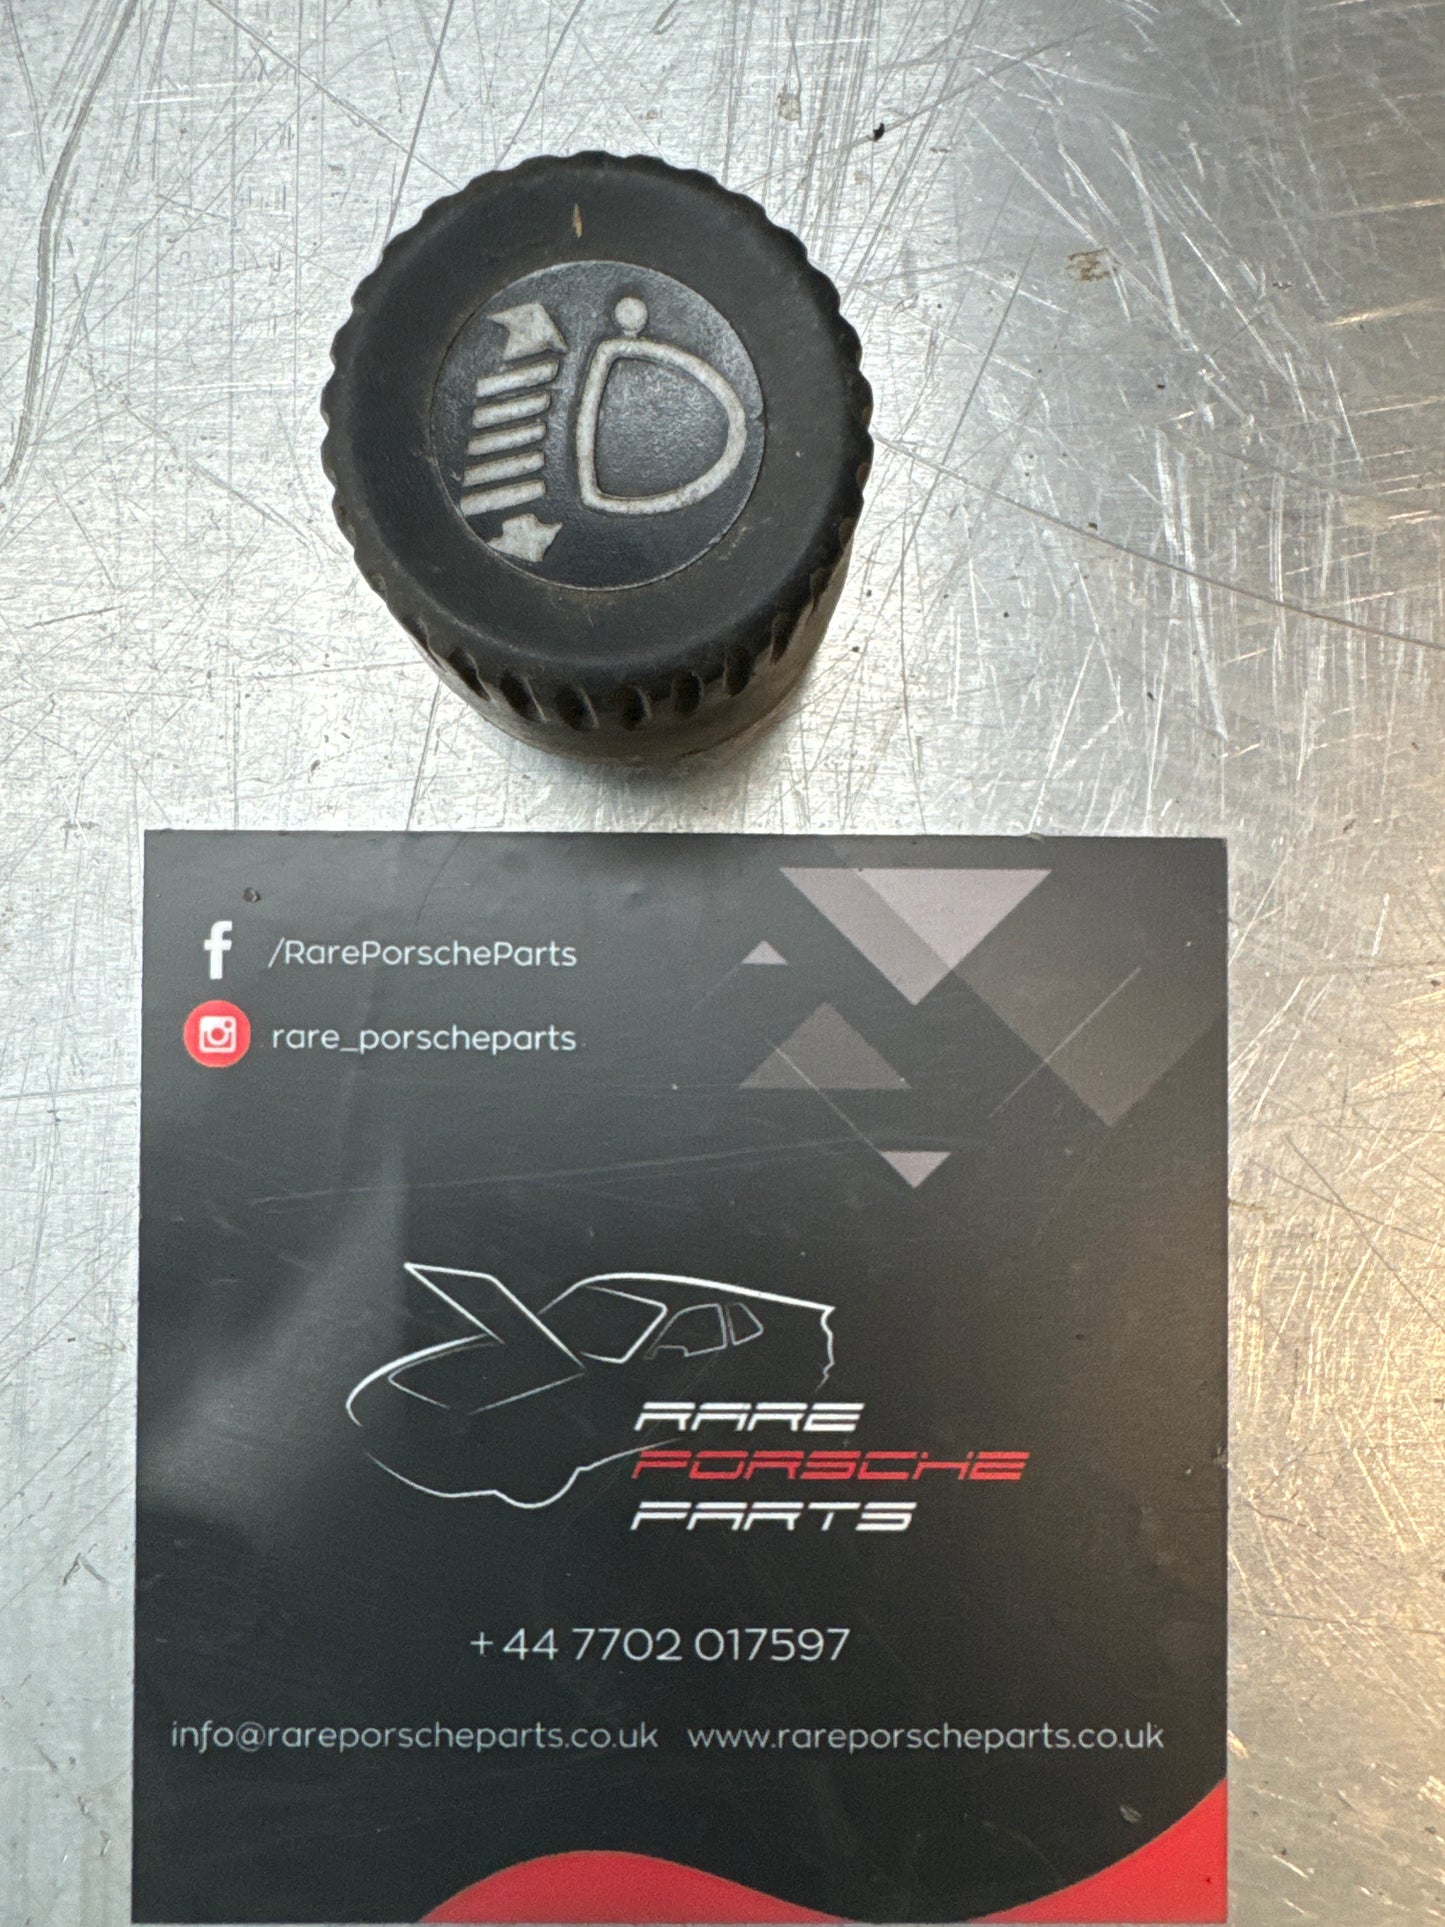 /RarePorscheParts
rare_porscheparts
RARE
PORSCHE
PARTS
+44 7702 017597
info@rareporscheparts.co.uk www.rareporscheparts.co.uk